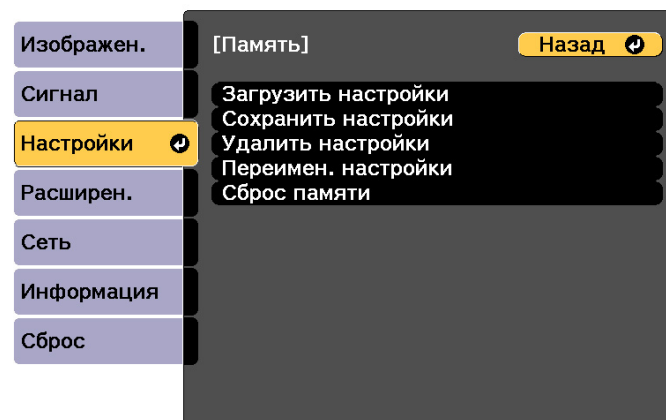 Изображен.
Сигнал
Настройки
Расширен.
Сеть
Информация
Сброс
[Память]
Назад
Загрузить настройки
Сохранить настройки
Удалить настройки
Переимен. настройки
Сброс памяти